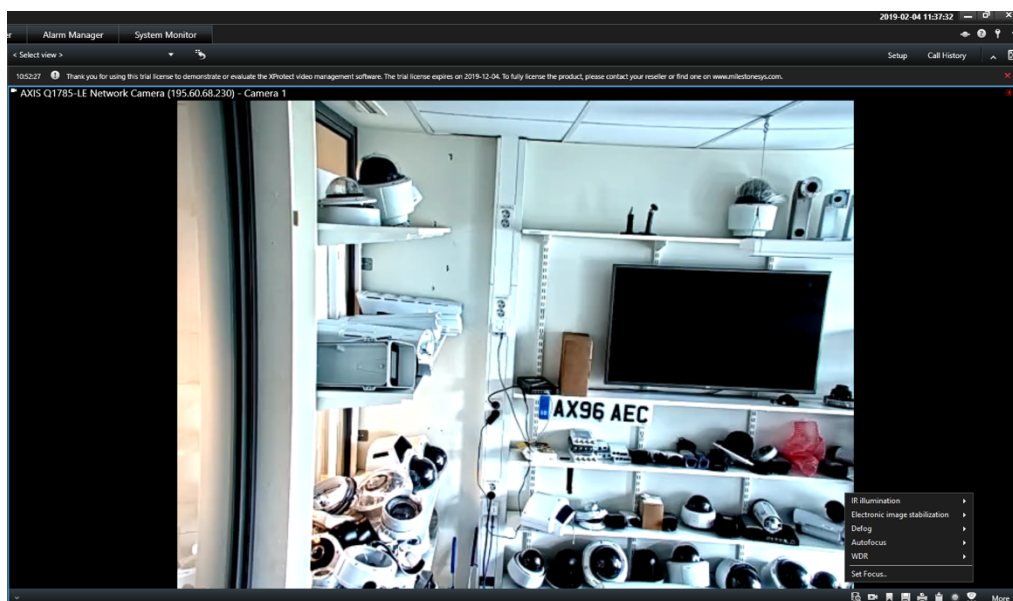 2019-02-04 11:37:32
Alarm Manager System Monitor
< Select view > Setup Call History
10:52:27 Thank you for using this trial license to demonstrate or evaluate the XProtect video management software. The trial license expires on 2019-12-04. To fully license the product, please contact your reseller or find one on www.milestonesys.com.
AXIS Q1785-LE Network Camera (195.60.68.230) - Camera 1
AX96 AEC
IR illumination
Electronic image stabilization
Defog
Autofocus
WDR
Set Focus..
More